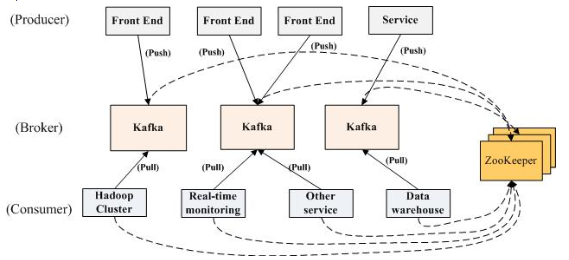 (Producer)
Front End
Front End
Front End
Service
(Push)
(Push)
(Push)
(Push)
(Broker)
Kafka
Kafka
Kafka
ZooKeeper
(Pull)
(Pull)
(Pull)
(Pull)
(Consumer)
Hadoop
Cluster
Real-time
monitoring
Other
service
Data
warehouse